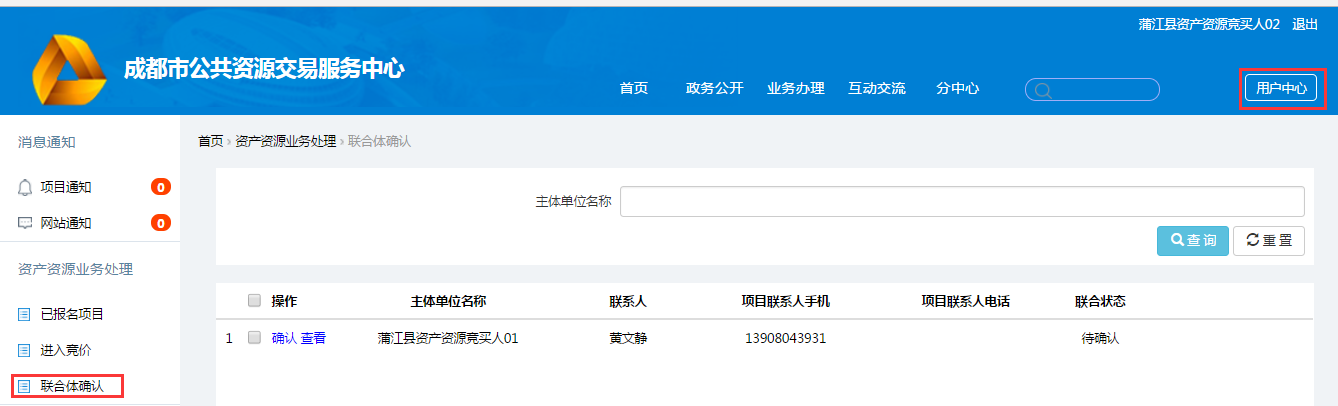 蒲江县资产资源竞买人02 退出
成都市公共资源交易服务中心
首页 政务公开 业务办理 互动交流 分中心 用户中心
消息通知
项目通知 0
网站通知 0
资产资源业务处理
已报名项目
进入竞价
联合体确认
首页 › 资产资源业务处理 › 联合体确认
主体单位名称
查询 重置
操作 主体单位名称 联系人 项目联系人手机 项目联系人电话 联合状态
1 确认 查看 蒲江县资产资源竞买人01 黄文静 13908043931 待确认